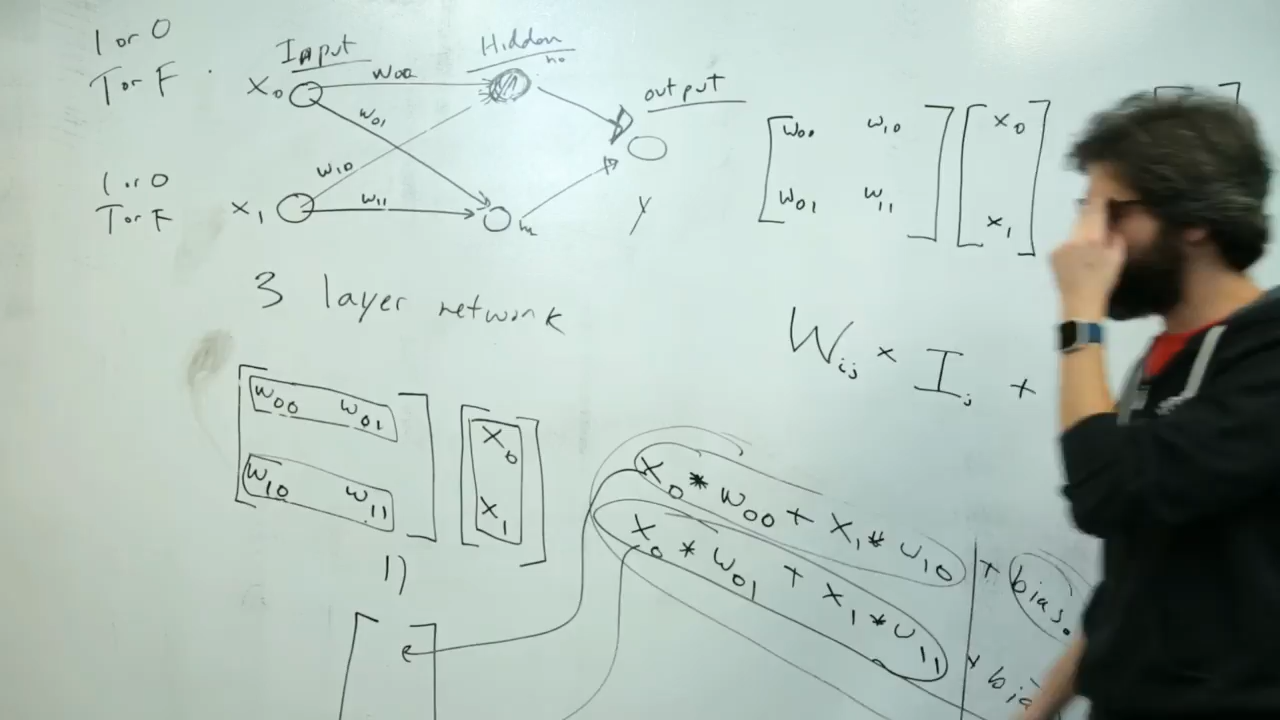 1 or 0
T or F
Input
Hidden
output
x0
w00
h0
w01
w10
1 or 0
T or F
x1
w11
h1
y
3 layer network
w00 w10
w01 w11
x0
x1
Wij × Ij +
w00 w01
w10 w11
x0
x1
x0 * w00 + x1 * w10 + bias0
x0 * w01 + x1 * w11 + bia